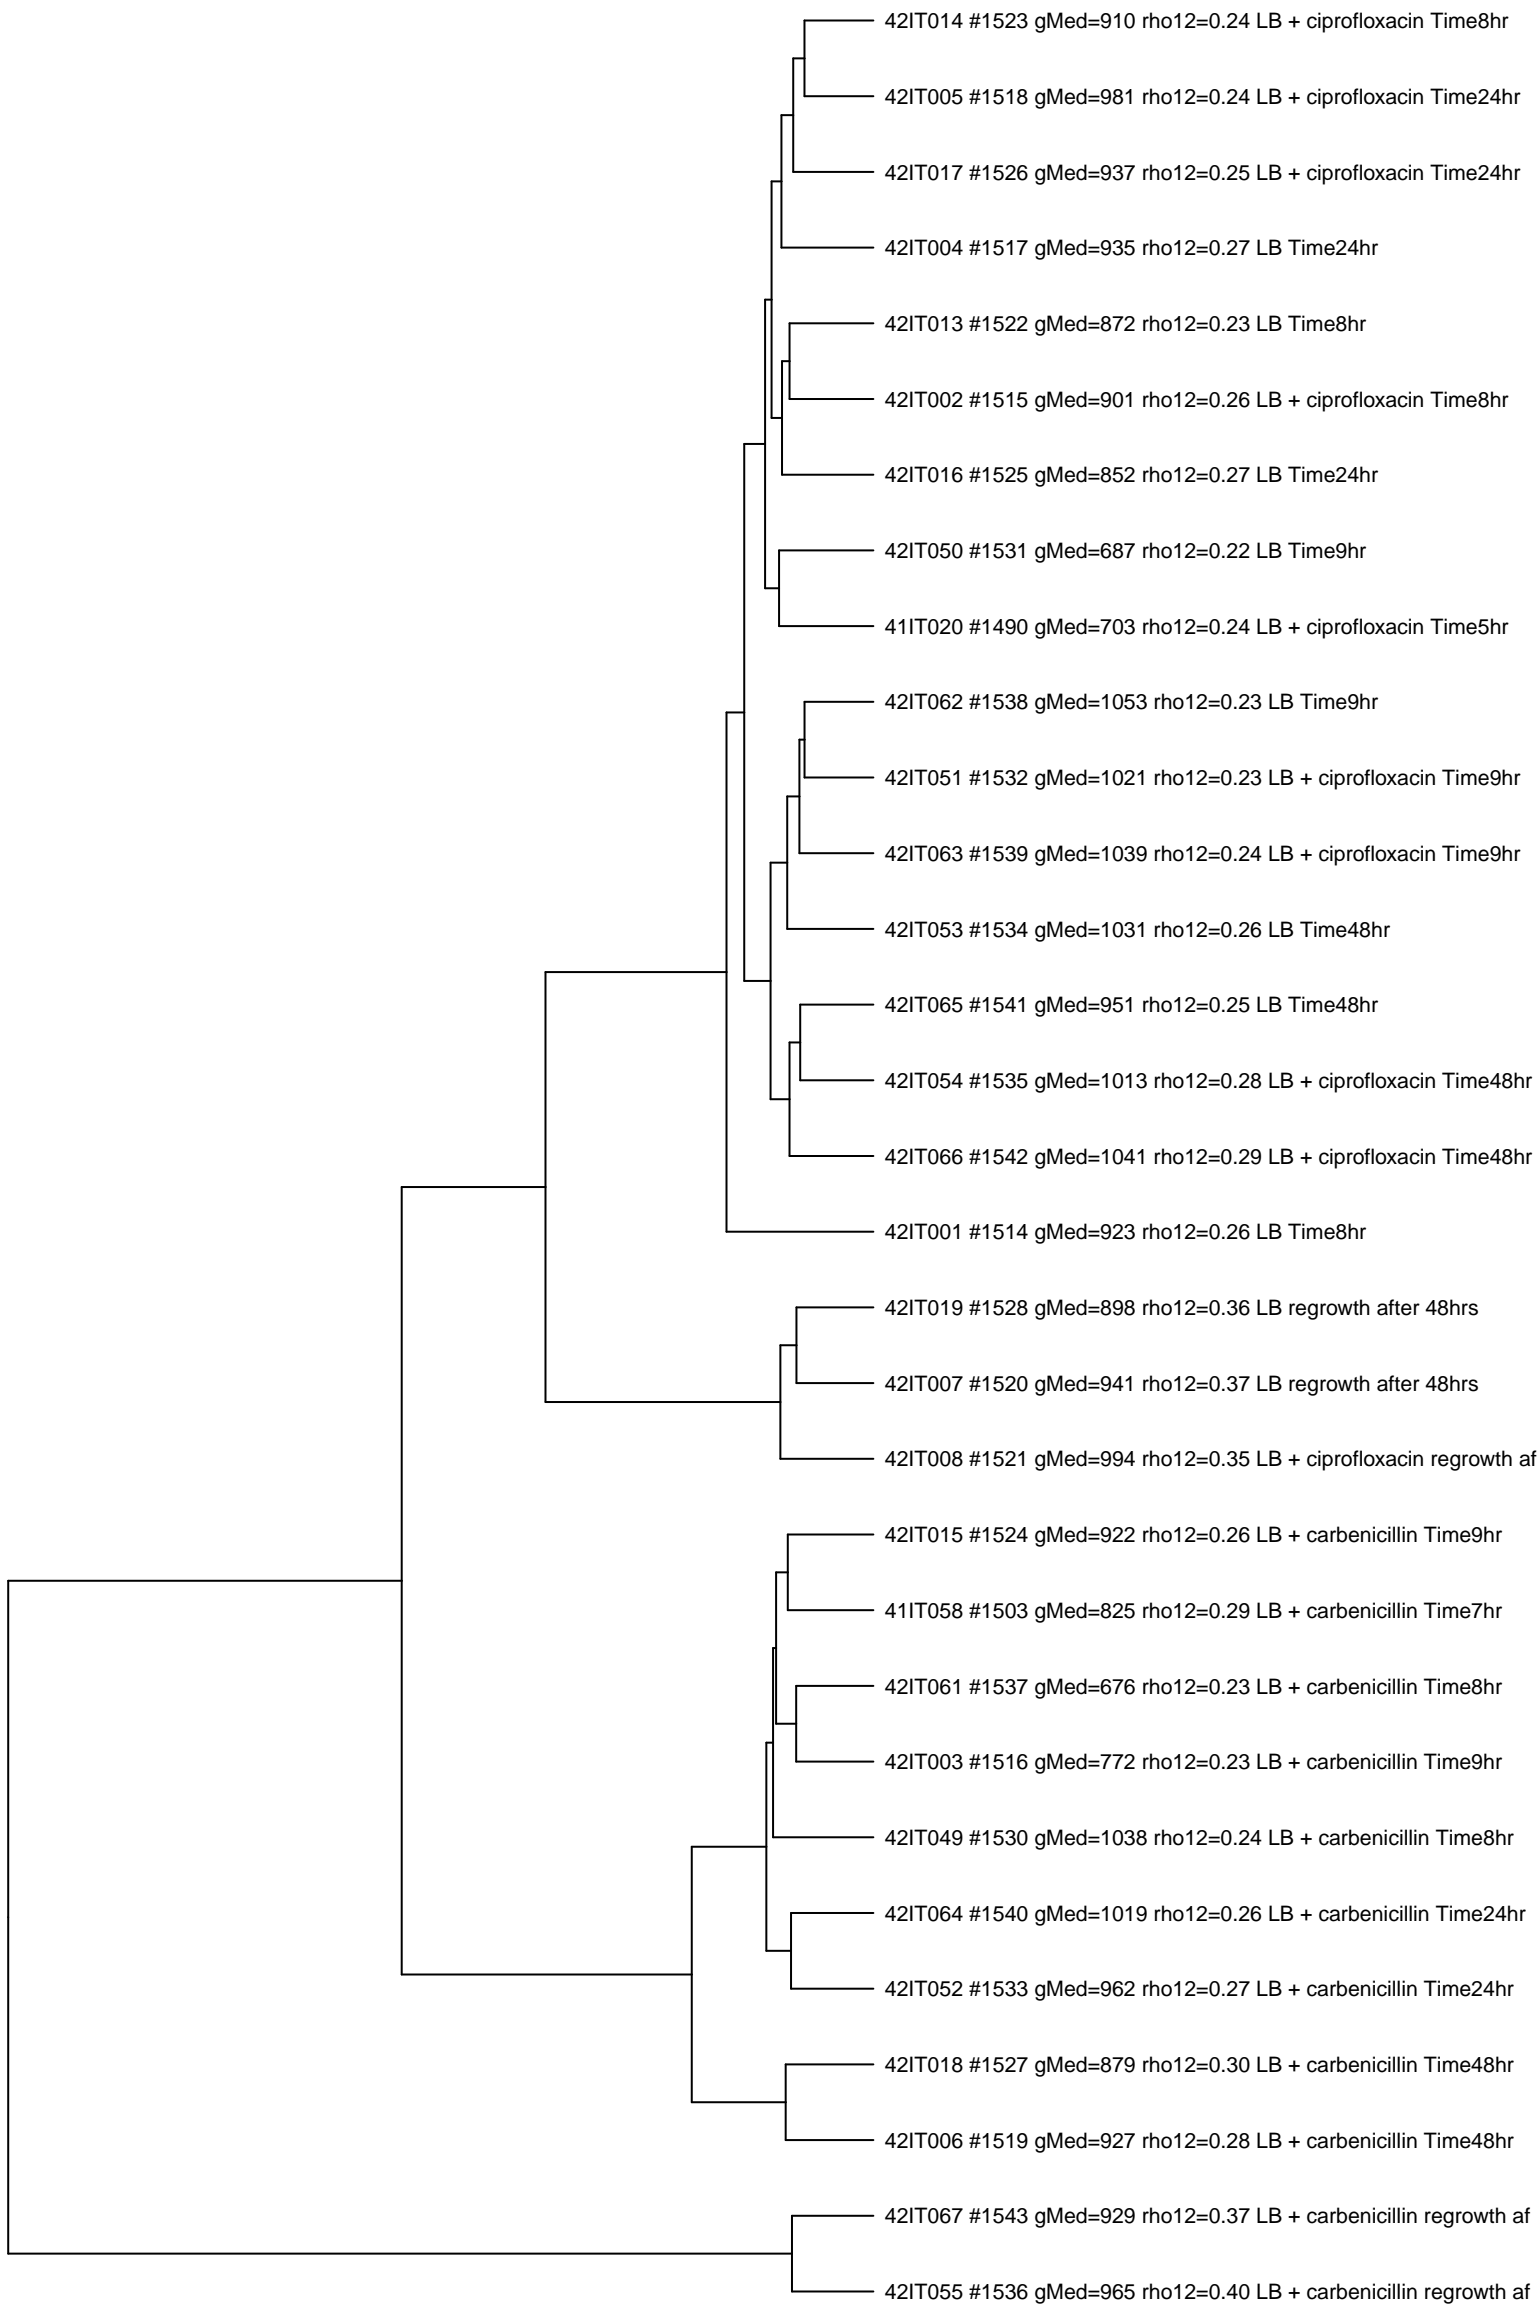 42IT014 #1523 gMed=910 rho12=0.24 LB + ciprofloxacin Time8hr
42IT005 #1518 gMed=981 rho12=0.24 LB + ciprofloxacin Time24hr
42IT017 #1526 gMed=937 rho12=0.25 LB + ciprofloxacin Time24hr
42IT004 #1517 gMed=935 rho12=0.27 LB Time24hr
42IT013 #1522 gMed=872 rho12=0.23 LB Time8hr
42IT002 #1515 gMed=901 rho12=0.26 LB + ciprofloxacin Time8hr
42IT016 #1525 gMed=852 rho12=0.27 LB Time24hr
42IT050 #1531 gMed=687 rho12=0.22 LB Time9hr
41IT020 #1490 gMed=703 rho12=0.24 LB + ciprofloxacin Time5hr
42IT062 #1538 gMed=1053 rho12=0.23 LB Time9hr
42IT051 #1532 gMed=1021 rho12=0.23 LB + ciprofloxacin Time9hr
42IT063 #1539 gMed=1039 rho12=0.24 LB + ciprofloxacin Time9hr
42IT053 #1534 gMed=1031 rho12=0.26 LB Time48hr
42IT065 #1541 gMed=951 rho12=0.25 LB Time48hr
42IT054 #1535 gMed=1013 rho12=0.28 LB + ciprofloxacin Time48hr
42IT066 #1542 gMed=1041 rho12=0.29 LB + ciprofloxacin Time48hr
42IT001 #1514 gMed=923 rho12=0.26 LB Time8hr
42IT019 #1528 gMed=898 rho12=0.36 LB regrowth after 48hrs
42IT007 #1520 gMed=941 rho12=0.37 LB regrowth after 48hrs
42IT008 #1521 gMed=994 rho12=0.35 LB + ciprofloxacin regrowth af
42IT015 #1524 gMed=922 rho12=0.26 LB + carbenicillin Time9hr
41IT058 #1503 gMed=825 rho12=0.29 LB + carbenicillin Time7hr
42IT061 #1537 gMed=676 rho12=0.23 LB + carbenicillin Time8hr
42IT003 #1516 gMed=772 rho12=0.23 LB + carbenicillin Time9hr
42IT049 #1530 gMed=1038 rho12=0.24 LB + carbenicillin Time8hr
42IT064 #1540 gMed=1019 rho12=0.26 LB + carbenicillin Time24hr
42IT052 #1533 gMed=962 rho12=0.27 LB + carbenicillin Time24hr
42IT018 #1527 gMed=879 rho12=0.30 LB + carbenicillin Time48hr
42IT006 #1519 gMed=927 rho12=0.28 LB + carbenicillin Time48hr
42IT067 #1543 gMed=929 rho12=0.37 LB + carbenicillin regrowth af
42IT055 #1536 gMed=965 rho12=0.40 LB + carbenicillin regrowth af